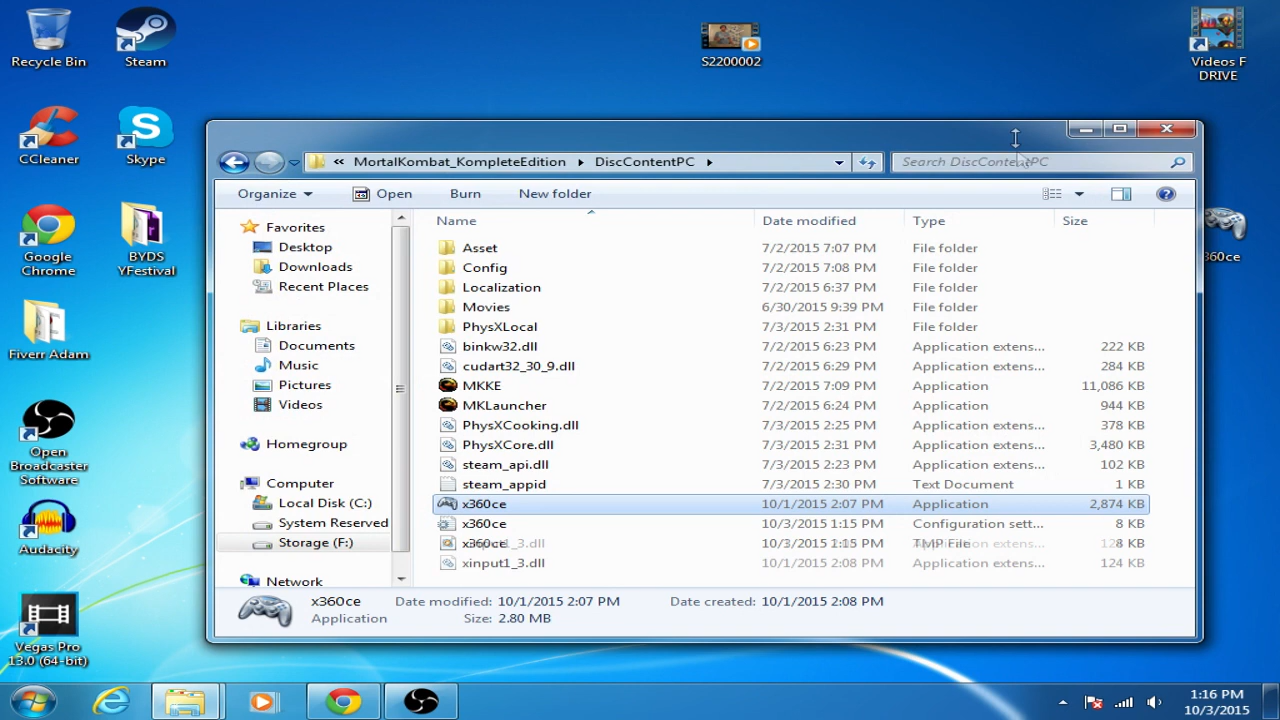 Recycle Bin
Steam
S2200002
Videos F
DRIVE
CCleaner
Skype
Google
Chrome
BYDS
YFestival
Fiverr Adam
Open
Broadcaster
Software
Audacity
Vegas Pro
13.0 (64-bit)
x360ce
« MortalKombat_KompleteEdition DiscContentPC
Search DiscContentPC
Organize Open Burn New folder
Favorites
Desktop
Downloads
Recent Places
Libraries
Documents
Music
Pictures
Videos
Homegroup
Computer
Local Disk (C:)
System Reserved
Storage (F:)
Network
Name Date modified Type Size
Asset 7/2/2015 7:07 PM File folder
Config 7/2/2015 7:08 PM File folder
Localization 7/2/2015 6:37 PM File folder
Movies 6/30/2015 9:39 PM File folder
PhysXLocal 7/3/2015 2:31 PM File folder
binkw32.dll 7/2/2015 6:23 PM Application extens... 222 KB
cudart32_30_9.dll 7/2/2015 6:29 PM Application extens... 284 KB
MKKE 7/2/2015 7:09 PM Application 11,086 KB
MKLauncher 7/2/2015 6:24 PM Application 944 KB
PhysXCooking.dll 7/3/2015 2:25 PM Application extens... 378 KB
PhysXCore.dll 7/3/2015 2:31 PM Application extens... 3,480 KB
steam_api.dll 7/3/2015 2:23 PM Application extens... 102 KB
steam_appid 7/3/2015 2:30 PM Text Document 1 KB
x360ce 10/1/2015 2:07 PM Application 2,874 KB
x360ce 10/3/2015 1:15 PM Configuration sett... 8 KB
x360ce 10/3/2015 1:15 PM TMP File 8 KB
xinput1_3.dll 10/1/2015 2:08 PM Application extens... 124 KB
x360ce Date modified: 10/1/2015 2:07 PM Date created: 10/1/2015 2:08 PM
Application Size: 2.80 MB
1:16 PM
10/3/2015